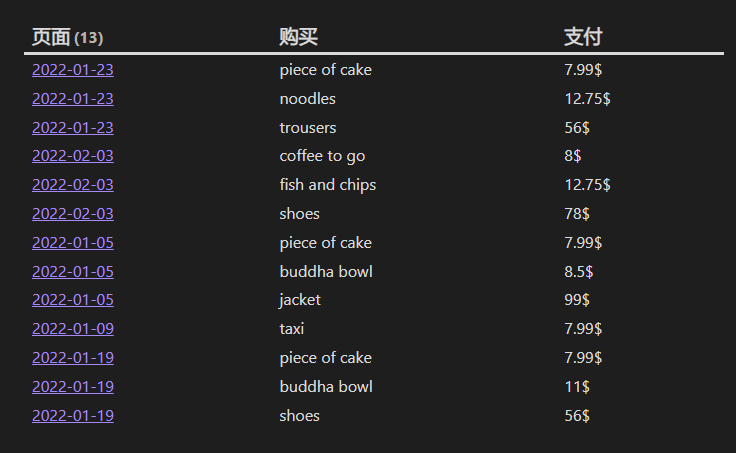 页面 (13) 购买 支付
2022-01-23 piece of cake 7.99$
2022-01-23 noodles 12.75$
2022-01-23 trousers 56$
2022-02-03 coffee to go 8$
2022-02-03 fish and chips 12.75$
2022-02-03 shoes 78$
2022-01-05 piece of cake 7.99$
2022-01-05 buddha bowl 8.5$
2022-01-05 jacket 99$
2022-01-09 taxi 7.99$
2022-01-19 piece of cake 7.99$
2022-01-19 buddha bowl 11$
2022-01-19 shoes 56$